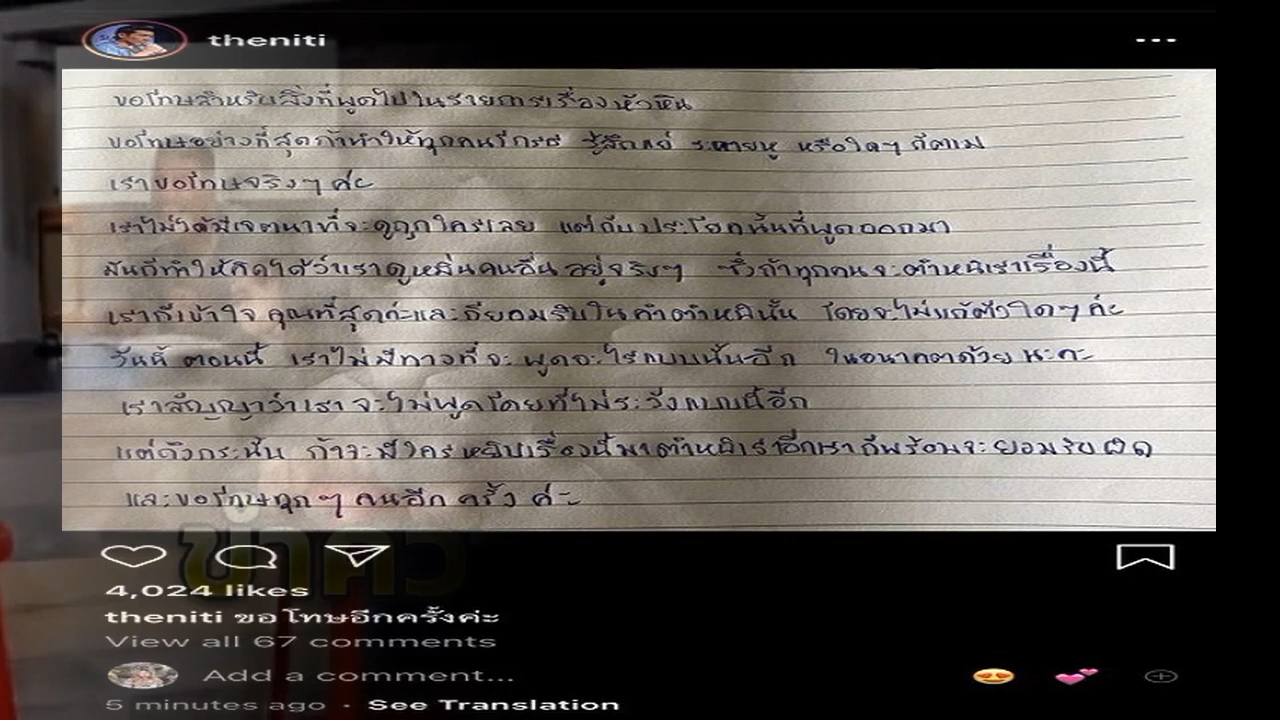 theniti
ขอโทษสำหรับสิ่งที่พูดไปในรายการเรื่องหัวหิน
ขอโทษอย่างที่สุดถ้าทำให้ทุกคนโกรธ รู้สึกแย่ ระคายหู หรือใดๆ ก็ตาม
เราขอโทษจริงๆ ค่ะ
เราไม่ได้มีเจตนาที่จะดูถูกใครเลย แต่กับประโยคนั้นที่พูดออกมา
มันก็ทำให้คิดได้ว่าเราดูหมิ่นคนอื่นอยู่จริงๆ ซึ่งถ้าทุกคนจะตำหนิเราเรื่องนี้
เราก็เข้าใจ คุณที่สุดค่ะและก็ยอมรับในคำตำหนินั้น โดยจะไม่แก้ตัวใดๆ ค่ะ
วันนี้ ตอนนี้ เราไม่มีทางที่จะ พูดอะไรแบบนั้นอีก ในอนาคตด้วย นะคะ
เราสัญญาว่าเรา จะไม่พูดโดยที่ไม่ระวังแบบนี้อีก
แต่ถึงกระนั้น ถ้าจะมีใครหยิบเรื่องนี้มาตำหนิเราอีกเราก็พร้อมจะยอมรับผิด
และขอโทษทุกๆ คนอีก ครั้ง ค่ะ
4,024 likes
theniti ขอโทษอีกครั้งค่ะ
View all 67 comments
Add a comment...
5 minutes ago · See Translation